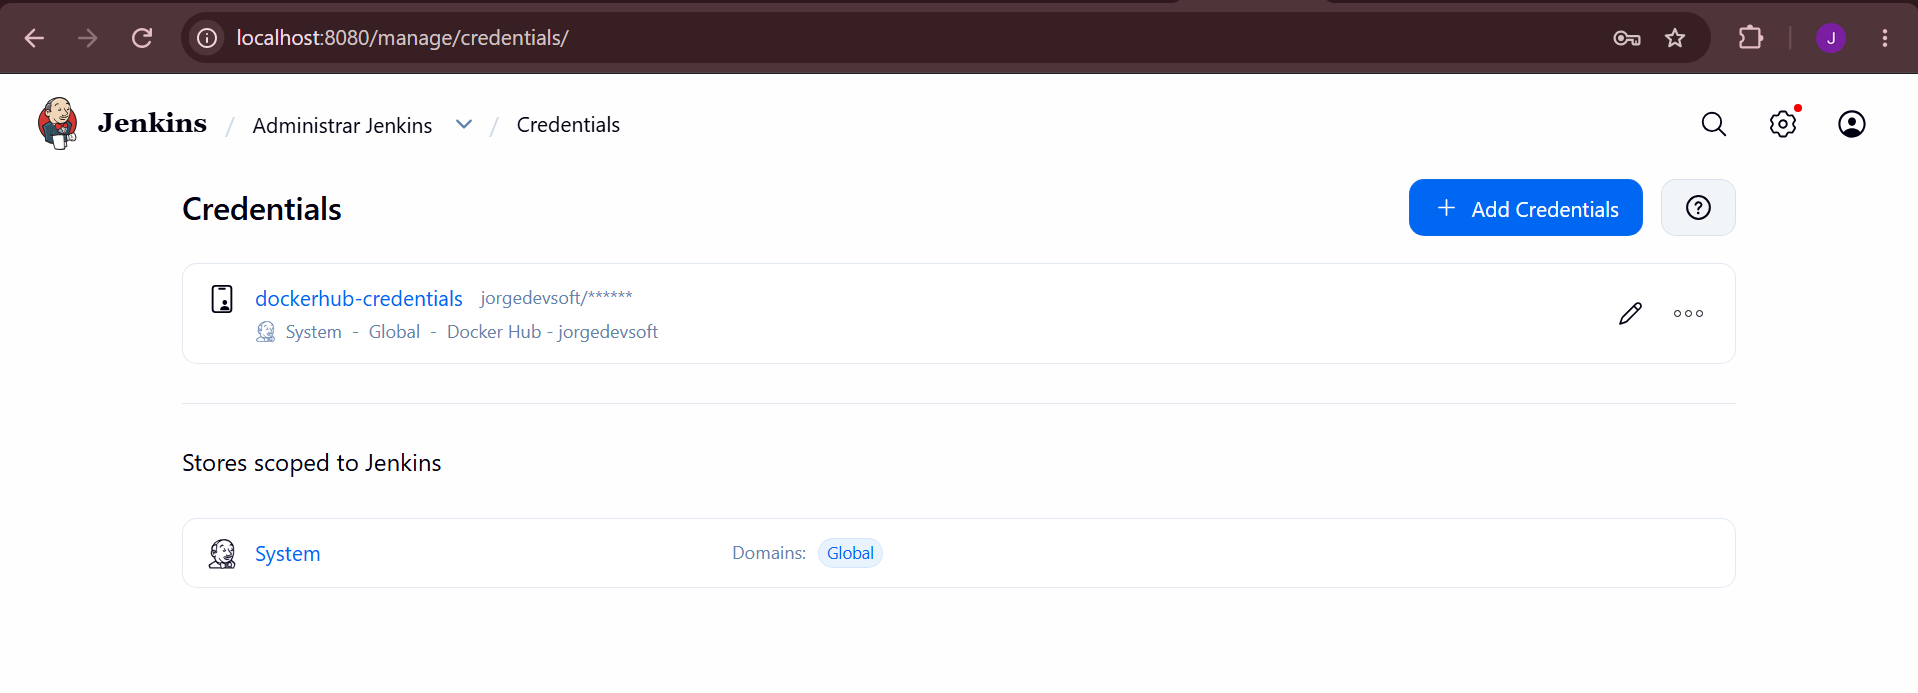 localhost:8080/manage/credentials/
J
Jenkins / Administrar Jenkins / Credentials
Credentials
+ Add Credentials
?
dockerhub-credentials jorgedevsoft/******
System - Global - Docker Hub - jorgedevsoft
Stores scoped to Jenkins
System Domains: Global